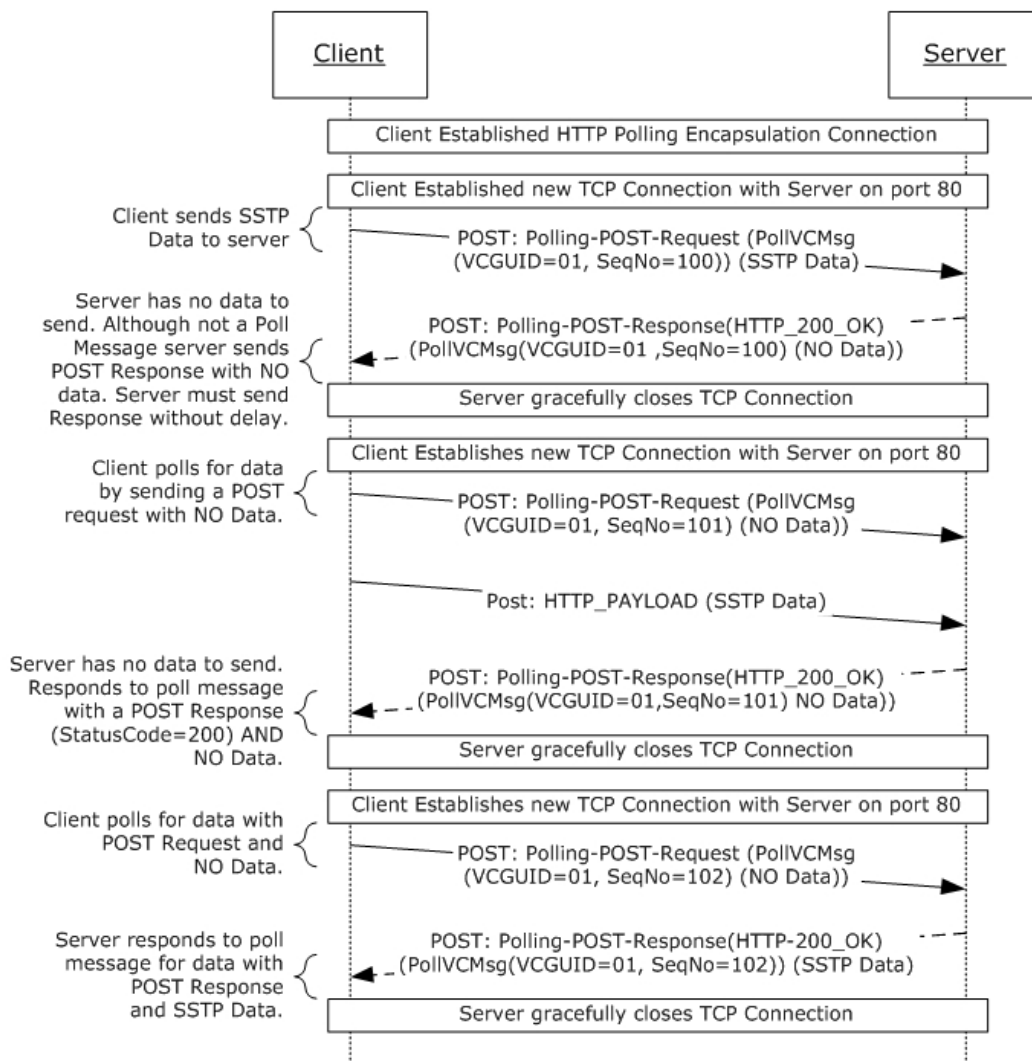 Client
Server
Client Established HTTP Polling Encapsulation Connection
Client Established new TCP Connection with Server on port 80
Client sends SSTP
Data to server
POST: Polling-POST-Request (PollVCMsg
(VCGUID=01, SeqNo=100)) (SSTP Data)
Server has no data to
send. Although not a Poll
Message server sends
POST Response with NO
data. Server must send
Response without delay.
POST: Polling-POST-Response(HTTP_200_OK)
(PollVCMsg(VCGUID=01 ,SeqNo=100) (NO Data))
Server gracefully closes TCP Connection
Client Establishes new TCP Connection with Server on port 80
Client polls for data
by sending a POST
request with NO Data.
POST: Polling-POST-Request (PollVCMsg
(VCGUID=01, SeqNo=101) (NO Data))
Post: HTTP_PAYLOAD (SSTP Data)
Server has no data to send.
Responds to poll message
with a POST Response
(StatusCode=200) AND
NO Data.
POST: Polling-POST-Response(HTTP_200_OK)
(PollVCMsg(VCGUID=01,SeqNo=101) NO Data))
Server gracefully closes TCP Connection
Client Establishes new TCP Connection with Server on port 80
Client polls for data with
POST Request and
NO Data.
POST: Polling-POST-Request (PollVCMsg
(VCGUID=01, SeqNo=102) (NO Data))
Server responds to poll
message for data with
POST Response
and SSTP Data.
POST: Polling-POST-Response(HTTP-200_OK)
(PollVCMsg(VCGUID=01, SeqNo=102)) (SSTP Data)
Server gracefully closes TCP Connection